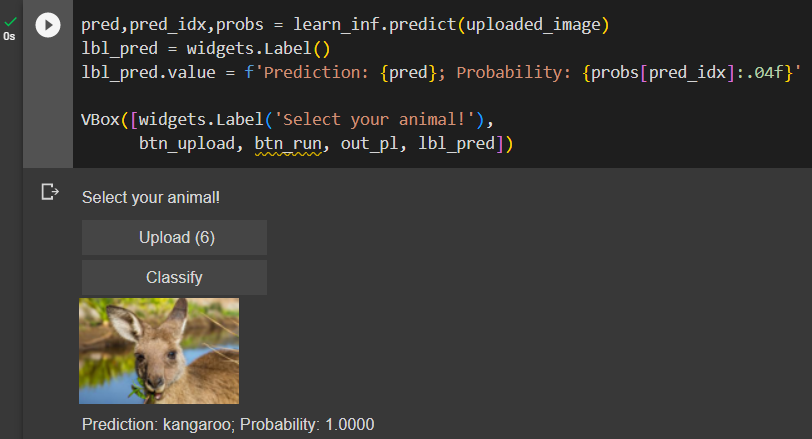 pred,pred_idx,probs = learn_inf.predict(uploaded_image)
0s
lbl_pred = widgets.Label()
lbl_pred.value = f'Prediction: {pred}; Probability: {probs[pred_idx]:.04f}'
VBox([widgets.Label('Select your animal!'),
btn_upload, btn_run, out_pl, lbl_pred])
Select your animal!
Upload (6)
Classify
Prediction: kangaroo; Probability: 1.0000